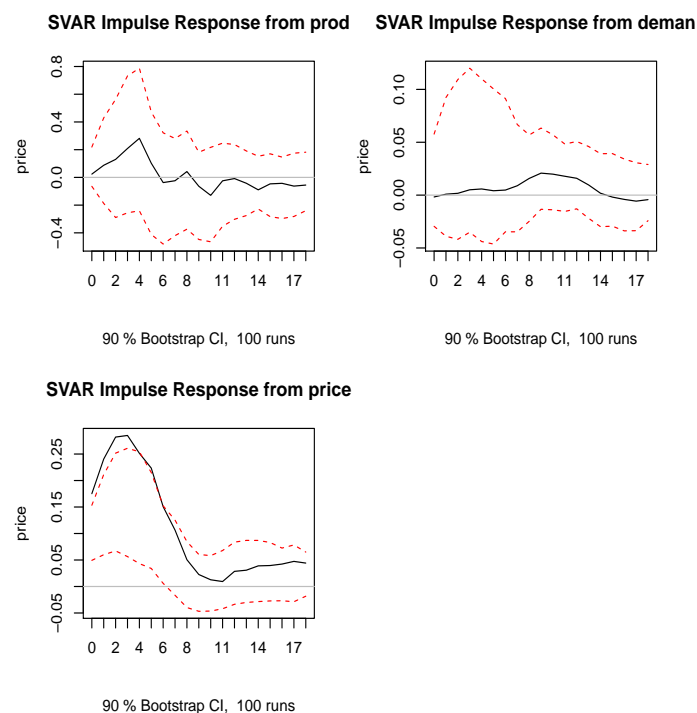 SVAR Impulse Response from prod
price
0.8
0.4
0.0
−0.4
0 2 4 6 8 11 14 17
90 % Bootstrap CI, 100 runs
SVAR Impulse Response from deman
price
0.10
0.05
0.00
−0.05
0 2 4 6 8 11 14 17
90 % Bootstrap CI, 100 runs
SVAR Impulse Response from price
price
0.25
0.15
0.05
−0.05
0 2 4 6 8 11 14 17
90 % Bootstrap CI, 100 runs